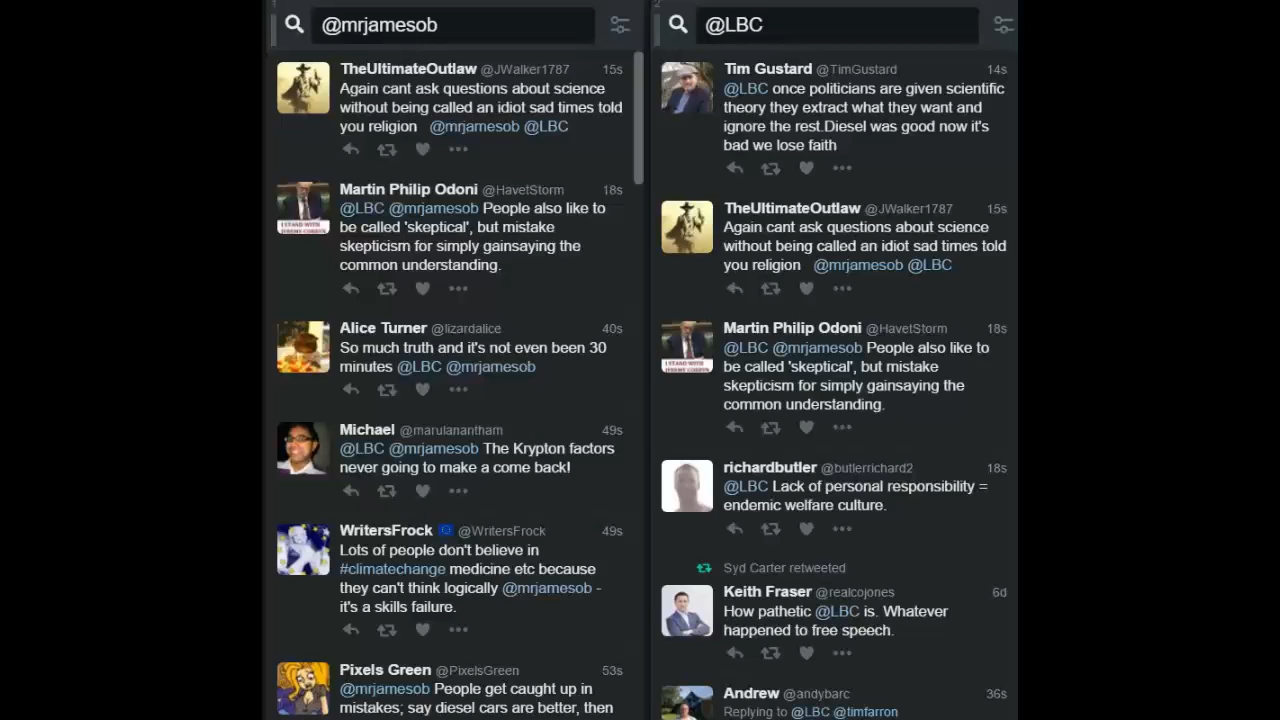 1
@mrjamesob
TheUltimateOutlaw @JWalker1787 15s
Again cant ask questions about science
without being called an idiot sad times told
you religion @mrjamesob @LBC
Martin Philip Odoni @HavetStorm 18s
@LBC @mrjamesob People also like to
be called 'skeptical', but mistake
skepticism for simply gainsaying the
common understanding.
Alice Turner @lizardalice 40s
So much truth and it's not even been 30
minutes @LBC @mrjamesob
Michael @marulanantham 49s
@LBC @mrjamesob The Krypton factors
never going to make a come back!
WritersFrock @WritersFrock 49s
Lots of people don't believe in
#climatechange medicine etc because
they can't think logically @mrjamesob -
it's a skills failure.
Pixels Green @PixelsGreen 53s
@mrjamesob People get caught up in
mistakes; say diesel cars are better, then
2
@LBC
Tim Gustard @TimGustard 14s
@LBC once politicians are given scientific
theory they extract what they want and
ignore the rest.Diesel was good now it's
bad we lose faith
TheUltimateOutlaw @JWalker1787 15s
Again cant ask questions about science
without being called an idiot sad times told
you religion @mrjamesob @LBC
Martin Philip Odoni @HavetStorm 18s
@LBC @mrjamesob People also like to
be called 'skeptical', but mistake
skepticism for simply gainsaying the
common understanding.
richardbutler @butlerrichard2 18s
@LBC Lack of personal responsibility =
endemic welfare culture.
Syd Carter retweeted
Keith Fraser @realcojones 6d
How pathetic @LBC is. Whatever
happened to free speech.
Andrew @andybarc 36s
Replying to @LBC @timfarron